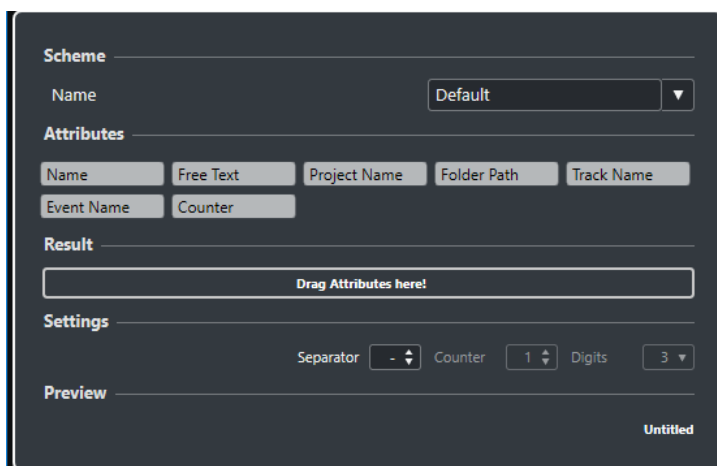 Scheme
Name Default
Attributes
Name Free Text Project Name Folder Path Track Name
Event Name Counter
Result
Drag Attributes here!
Settings
Separator - Counter 1 Digits 3
Preview
Untitled